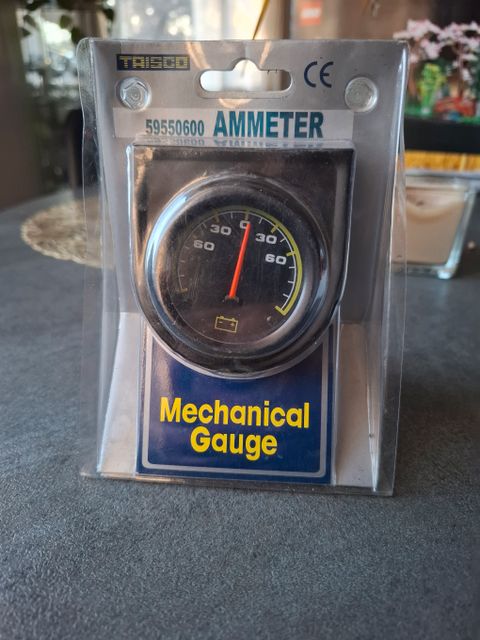 TRISCO
CE
59550600 AMMETER
60 30 0 30 60
- +
Mechanical
Gauge